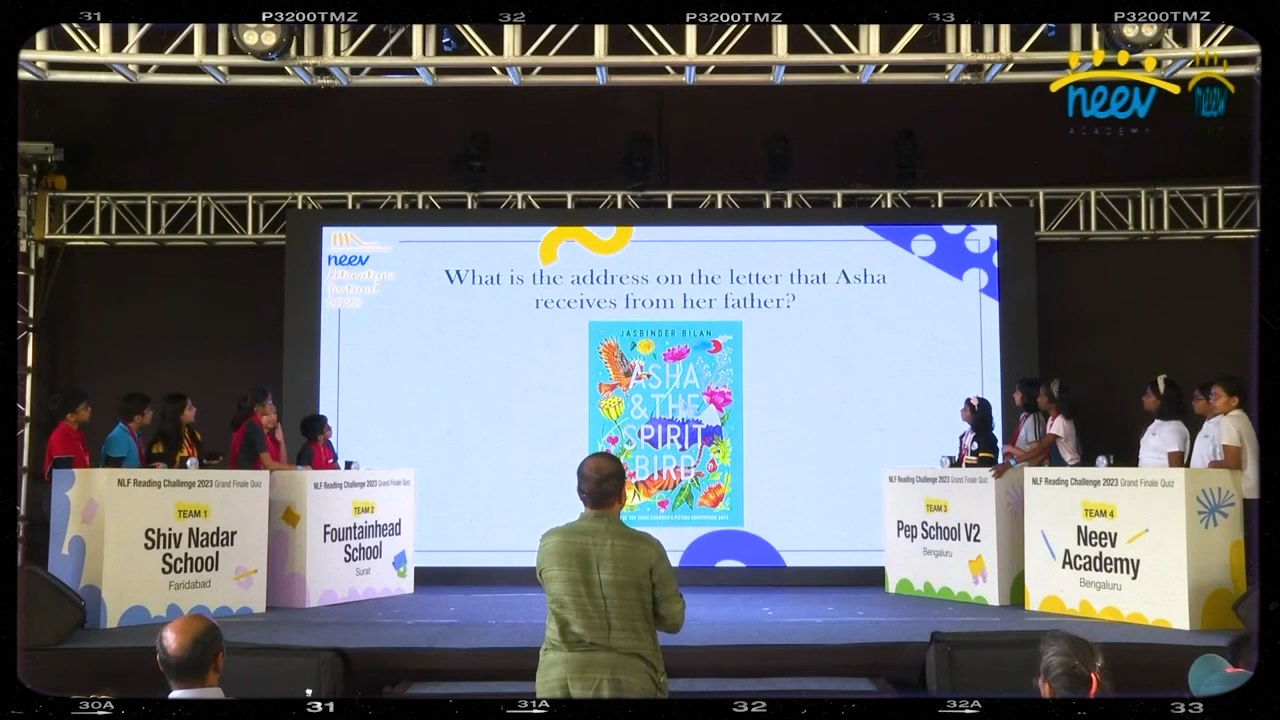 31
P3200TMZ
32
P3200TMZ
33
P3200TMZ
neev
ACADEMY
neev
Literature
Festival
What is the address on the letter that Asha
receives from her father?
JASBINDER BILAN
ASHA
& THE
SPIRIT
BIRD
NLF Reading Challenge 2023 Grand Finale Quiz
TEAM 1
Shiv Nadar
School
Faridabad
NLF Reading Challenge 2023 Grand Finale Quiz
TEAM 2
Fountainhead
School
Surat
NLF Reading Challenge 2023 Grand Finale Quiz
TEAM 3
Pep School V2
Bengaluru
NLF Reading Challenge 2023 Grand Finale Quiz
TEAM 4
Neev
Academy
Bengaluru
30A
31
31A
32
32A
33